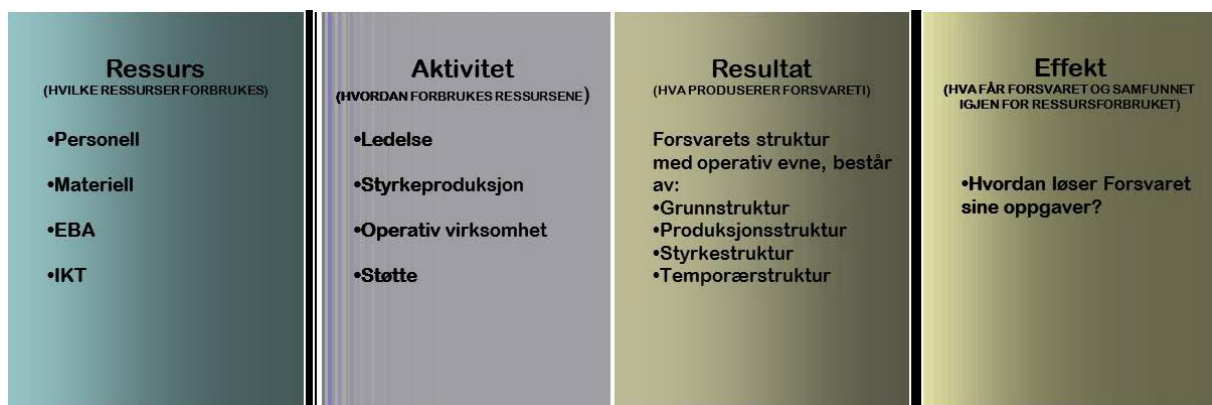 Ressurs
(HVILKE RESSURSER FORBRUKES)
•Personell
•Materiell
•EBA
•IKT
Aktivitet
(HVORDAN FORBRUKES RESSURSENE)
•Ledelse
•Styrkeproduksjon
•Operativ virksomhet
•Støtte
Resultat
(HVA PRODUSERER FORSVARETI)
Forsvarets struktur
med operativ evne, består
av:
•Grunnstruktur
•Produksjonsstruktur
•Styrkestruktur
•Temporærstruktur
Effekt
(HVA FÅR FORSVARET OG SAMFUNNET
IGJEN FOR RESSURSFORBRUKET)
•Hvordan løser Forsvaret
sine oppgaver?